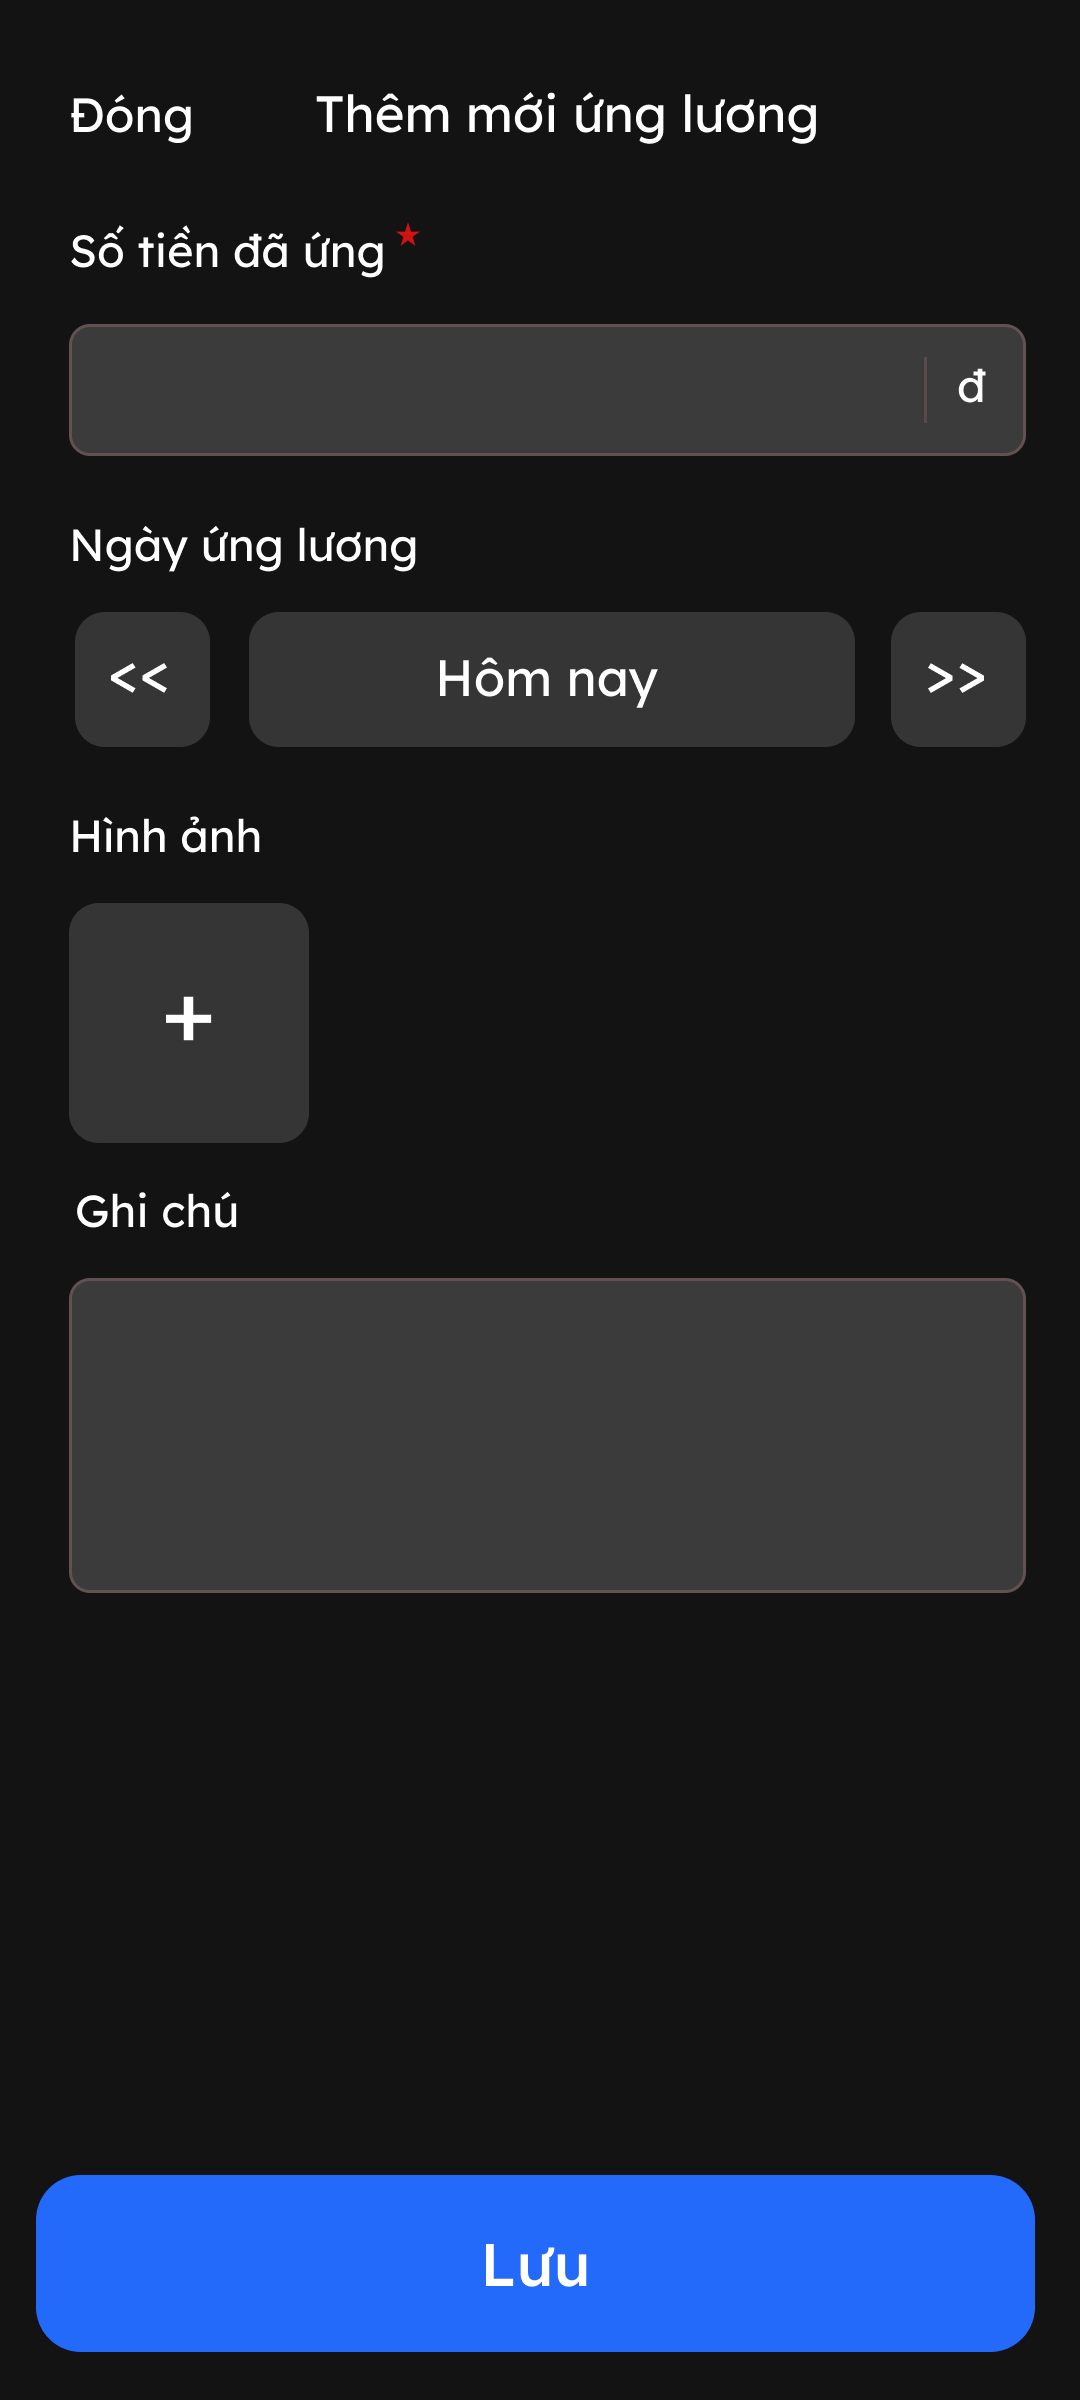 Đóng Thêm mới ứng lương
Số tiền đã ứng ★
đ
Ngày ứng lương
<< Hôm nay >>
Hình ảnh
+
Ghi chú
Lưu